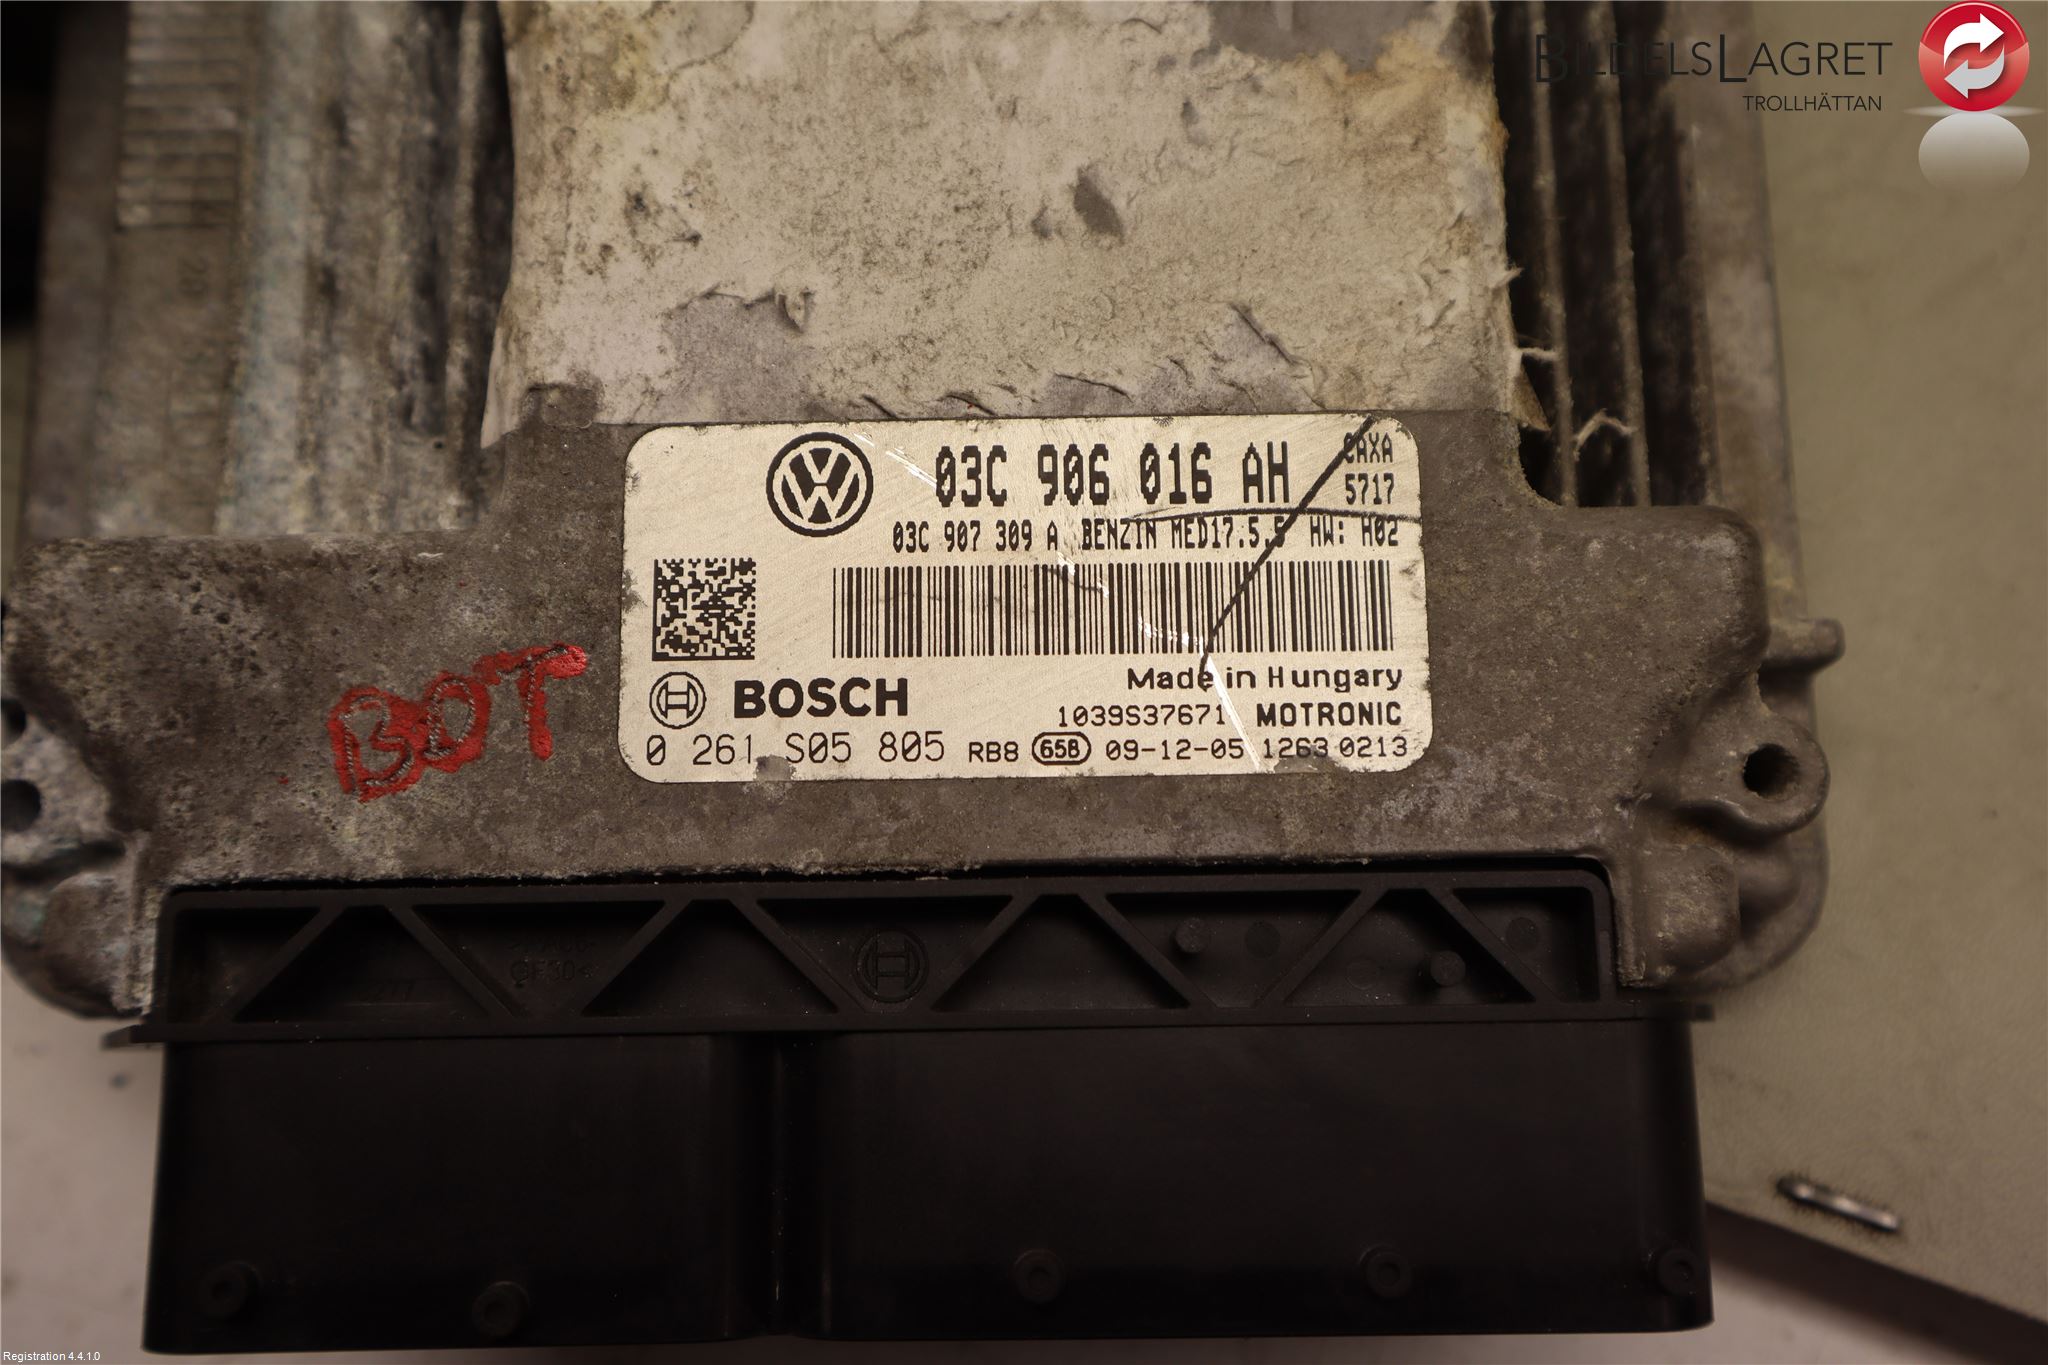 BILDELSLAGRET
TROLLHÄTTAN
03C 906 016 AH
CAXA
5717
03C 907 309 A BENZIN MED17.5.5 HW: H02
Made in Hungary
BOSCH
1039S37671 MOTRONIC
0 261 S05 805 RB8 65B 09-12-05 1263 0213
BOT
GF30<
Registration 4.4.1.0